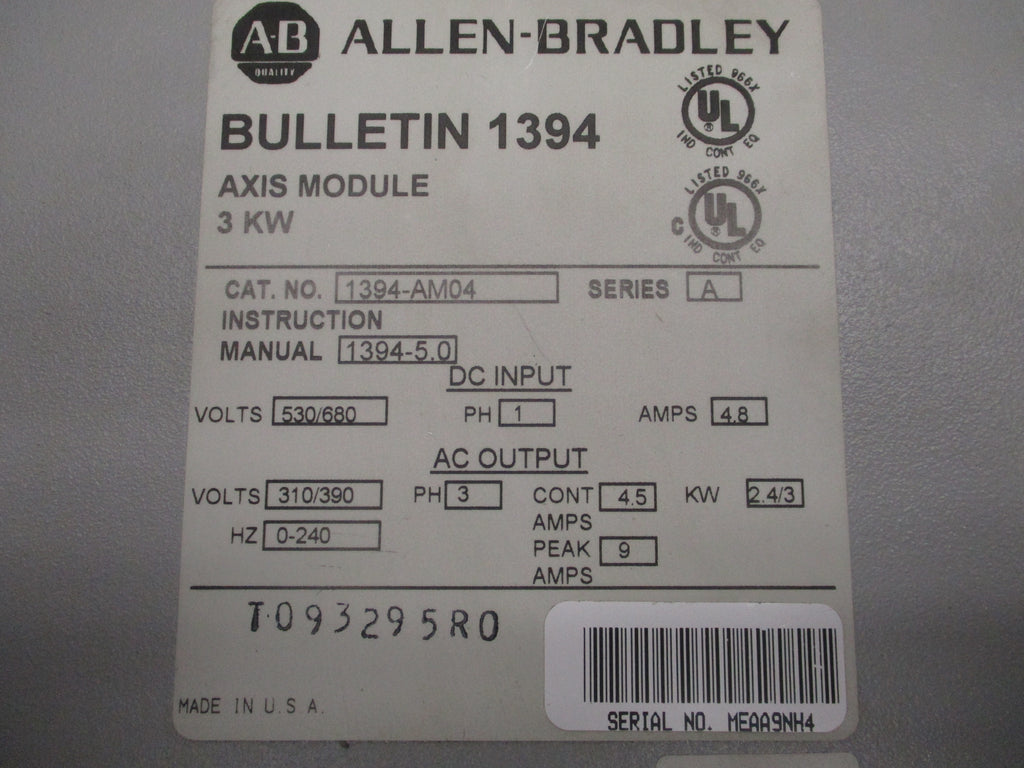 A-B
QUALITY
ALLEN-BRADLEY
LISTED 966X
UL
®
IND CONT EQ
BULLETIN 1394
AXIS MODULE
3 KW
LISTED 966X
C UL
®
IND CONT EQ
CAT. NO. 1394-AM04 SERIES A
INSTRUCTION
MANUAL 1394-5.0
DC INPUT
VOLTS 530/680 PH 1 AMPS 4.8
AC OUTPUT
VOLTS 310/390 PH 3 CONT 4.5 KW 2.4/3
AMPS
HZ 0-240 PEAK 9
AMPS
T093295R0
MADE IN U.S.A.
SERIAL NO. MEAA9NH4